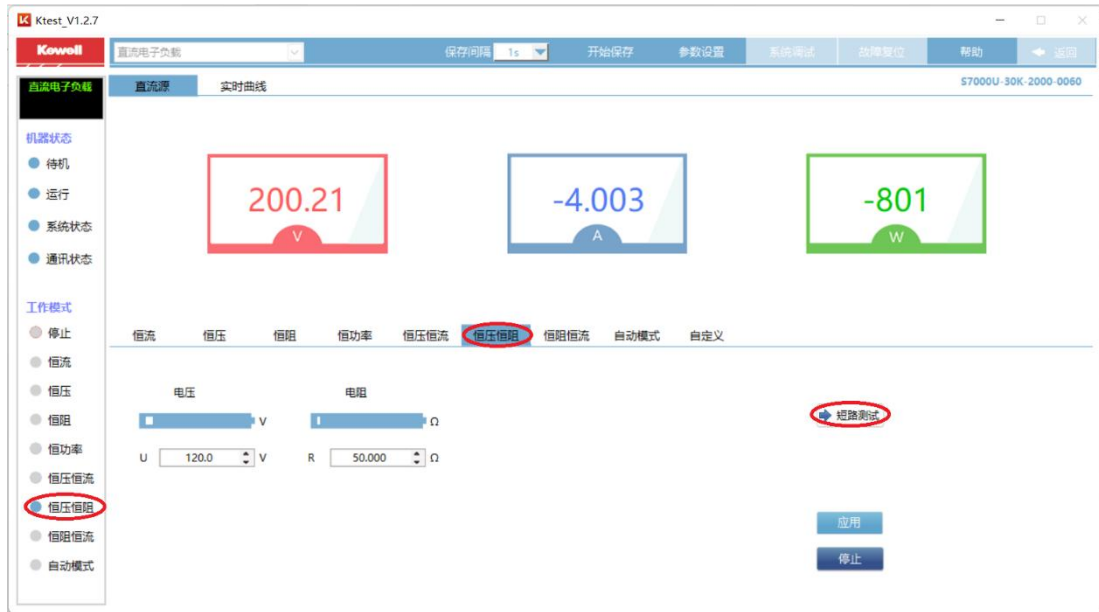 Ktest_V1.2.7
Kewell
直流电子负载 保存间隔 1s 开始保存 参数设置 系统调试 故障复位 帮助 返回
直流电子负载
直流源 实时曲线 S7000U-30K-2000-0060
机器状态
待机
运行
系统状态
通讯状态
200.21
V
-4.003
A
-801
W
工作模式
停止
恒流
恒压
恒阻
恒功率
恒压恒流
恒压恒阻
恒阻恒流
自动模式
恒流 恒压 恒阻 恒功率 恒压恒流 恒压恒阻 恒阻恒流 自动模式 自定义
电压 电阻
V Ω
U 120.0 V R 50.000 Ω
短路测试
应用
停止